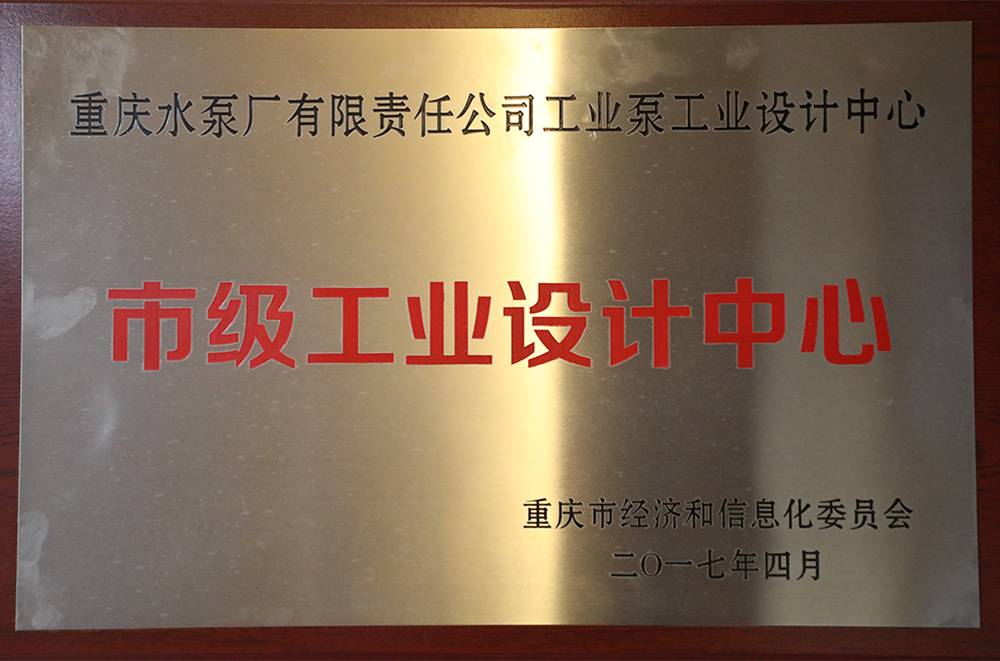 重庆水泵厂有限责任公司工业泵工业设计中心
市级工业设计中心
重庆市经济和信息化委员会
二〇一七年四月